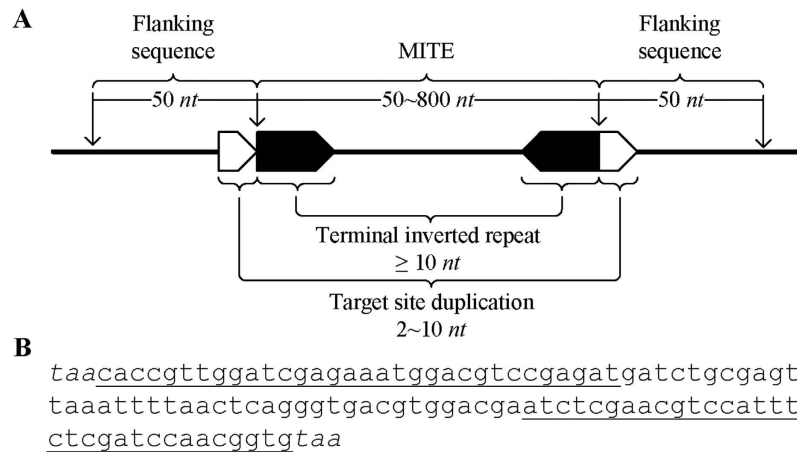 A
Flanking
sequence
MITE
Flanking
sequence
50 nt
50~800 nt
50 nt
Terminal inverted repeat
≥ 10 nt
Target site duplication
2~10 nt
B
taacaccgttggatcgagaaatggacgtccgagatgatctgcgagt
taaattttaactcagggtgacgtggacgaatctcgaacgtccattt
ctcgatccaacggtgtaa